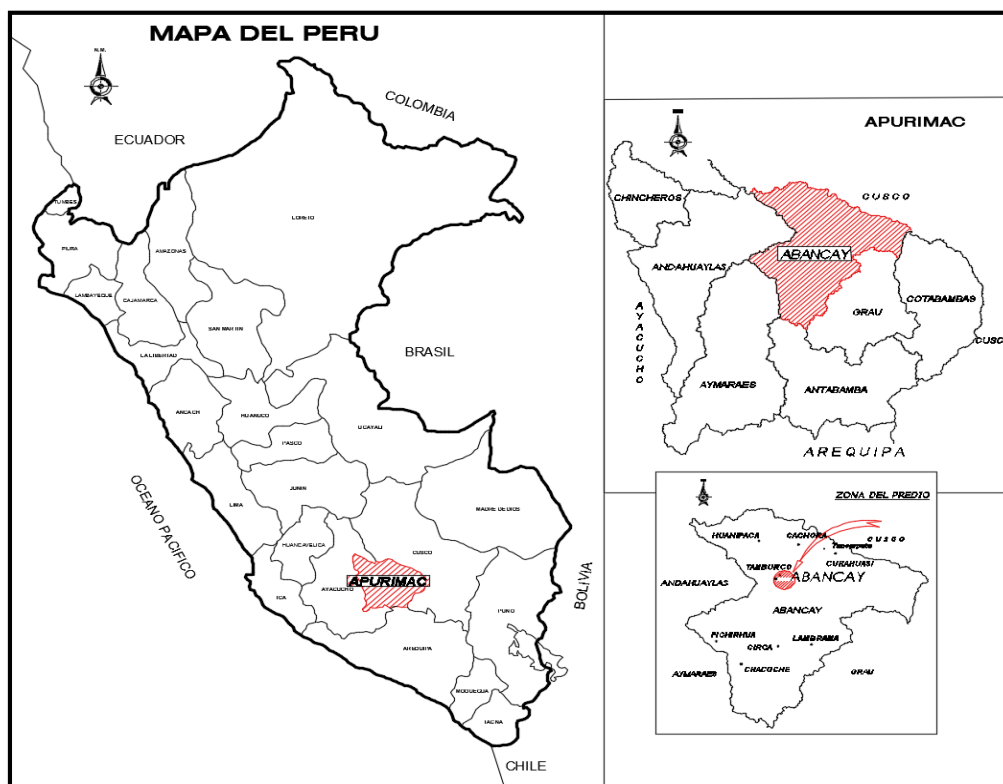 MAPA DEL PERU
N.M.
COLOMBIA
ECUADOR
TUMBES
LORETO
PIURA
AMAZONAS
LAMBAYEQUE
CAJAMARCA
SAN MARTIN
BRASIL
LA LIBERTAD
ANCASH
HUANUCO
UCAYALI
PASCO
OCEANO PACIFICO
JUNIN
LIMA
MADRE DE DIOS
HUANCAVELICA
CUSCO
APURIMAC
AYACUCHO
ICA
BOLIVIA
PUNO
AREQUIPA
MOQUEGUA
TACNA
CHILE
APURIMAC
CHINCHEROS
CUSCO
ABANCAY
ANDAHUAYLAS
COTABAMBAS
AYACUCHO
GRAU
CUSC
AYMARAES
ANTABAMBA
AREQUIPA
ZONA DEL PREDIO
HUANIPACA
CACHORA
CUSCO
CURAHUASI
TAMBURCO
ABANCAY
ANDAHUAYLAS
ABANCAY
PICHIRHUA
LAMBRAMA
CIRCA
CHACOCHE
AYMARAES
GRAU